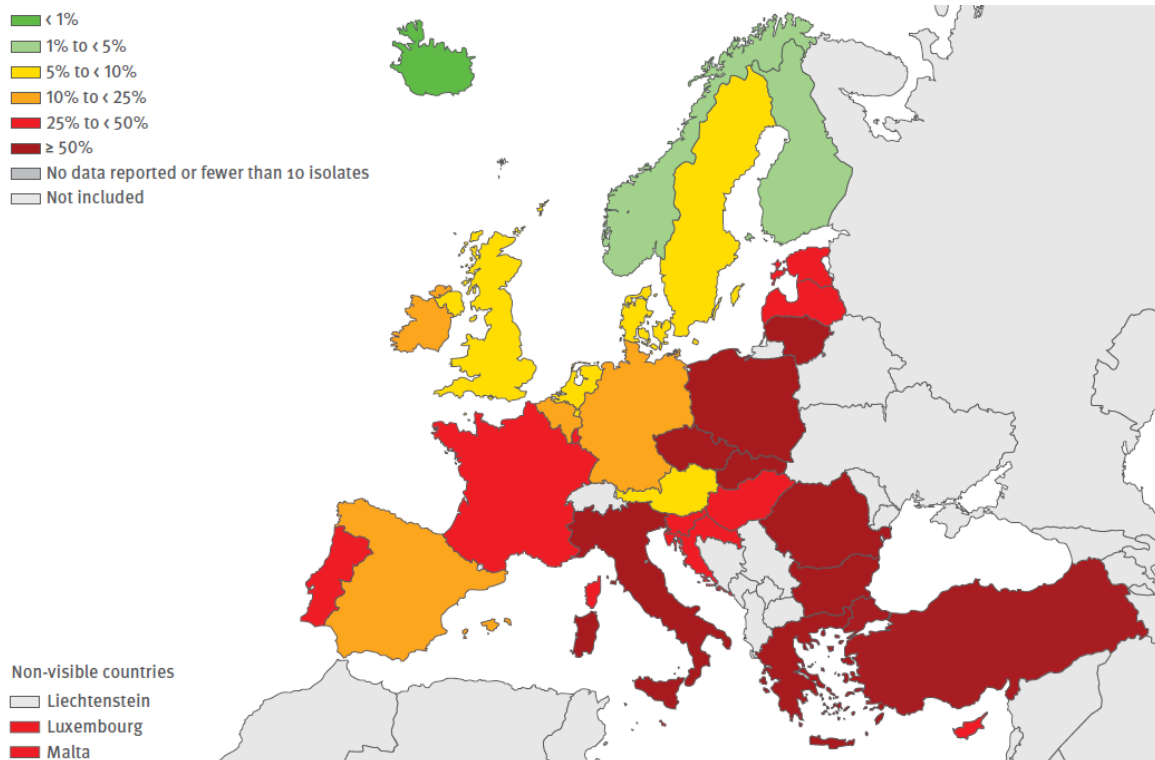 < 1%
1% to < 5%
5% to < 10%
10% to < 25%
25% to < 50%
≥ 50%
No data reported or fewer than 10 isolates
Not included
Non-visible countries
Liechtenstein
Luxembourg
Malta